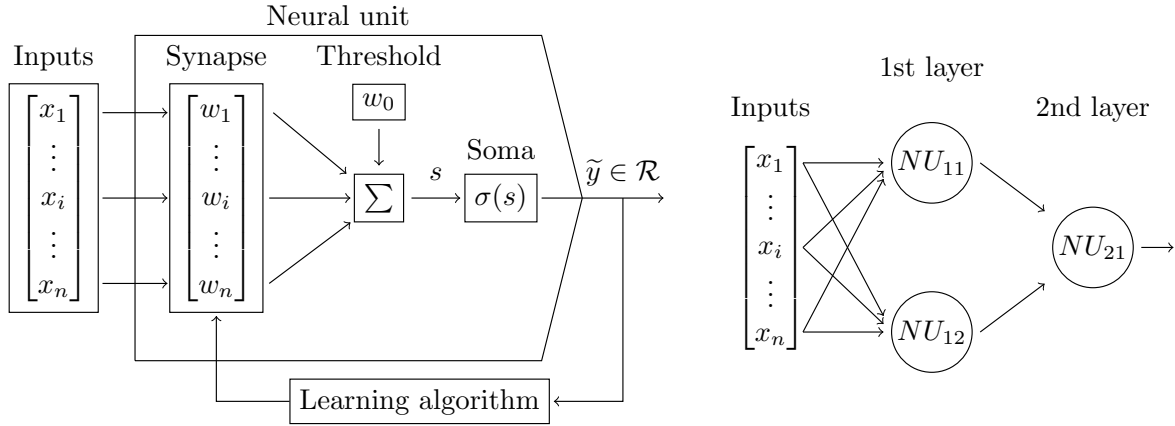 Neural unit
Inputs
Synapse
Threshold
x₁
⋮
xᵢ
⋮
xₙ
w₁
⋮
wᵢ
⋮
wₙ
w₀
∑
s
Soma
σ(s)
ỹ ∈ ℛ
Learning algorithm
Inputs
1st layer
2nd layer
x₁
⋮
xᵢ
⋮
xₙ
NU₁₁
NU₁₂
NU₂₁